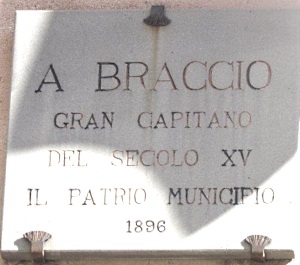 A BRACCIO
GRAN CAPITANO
DEL SECOLO XV
IL PATRIO MUNICIPIO
1896